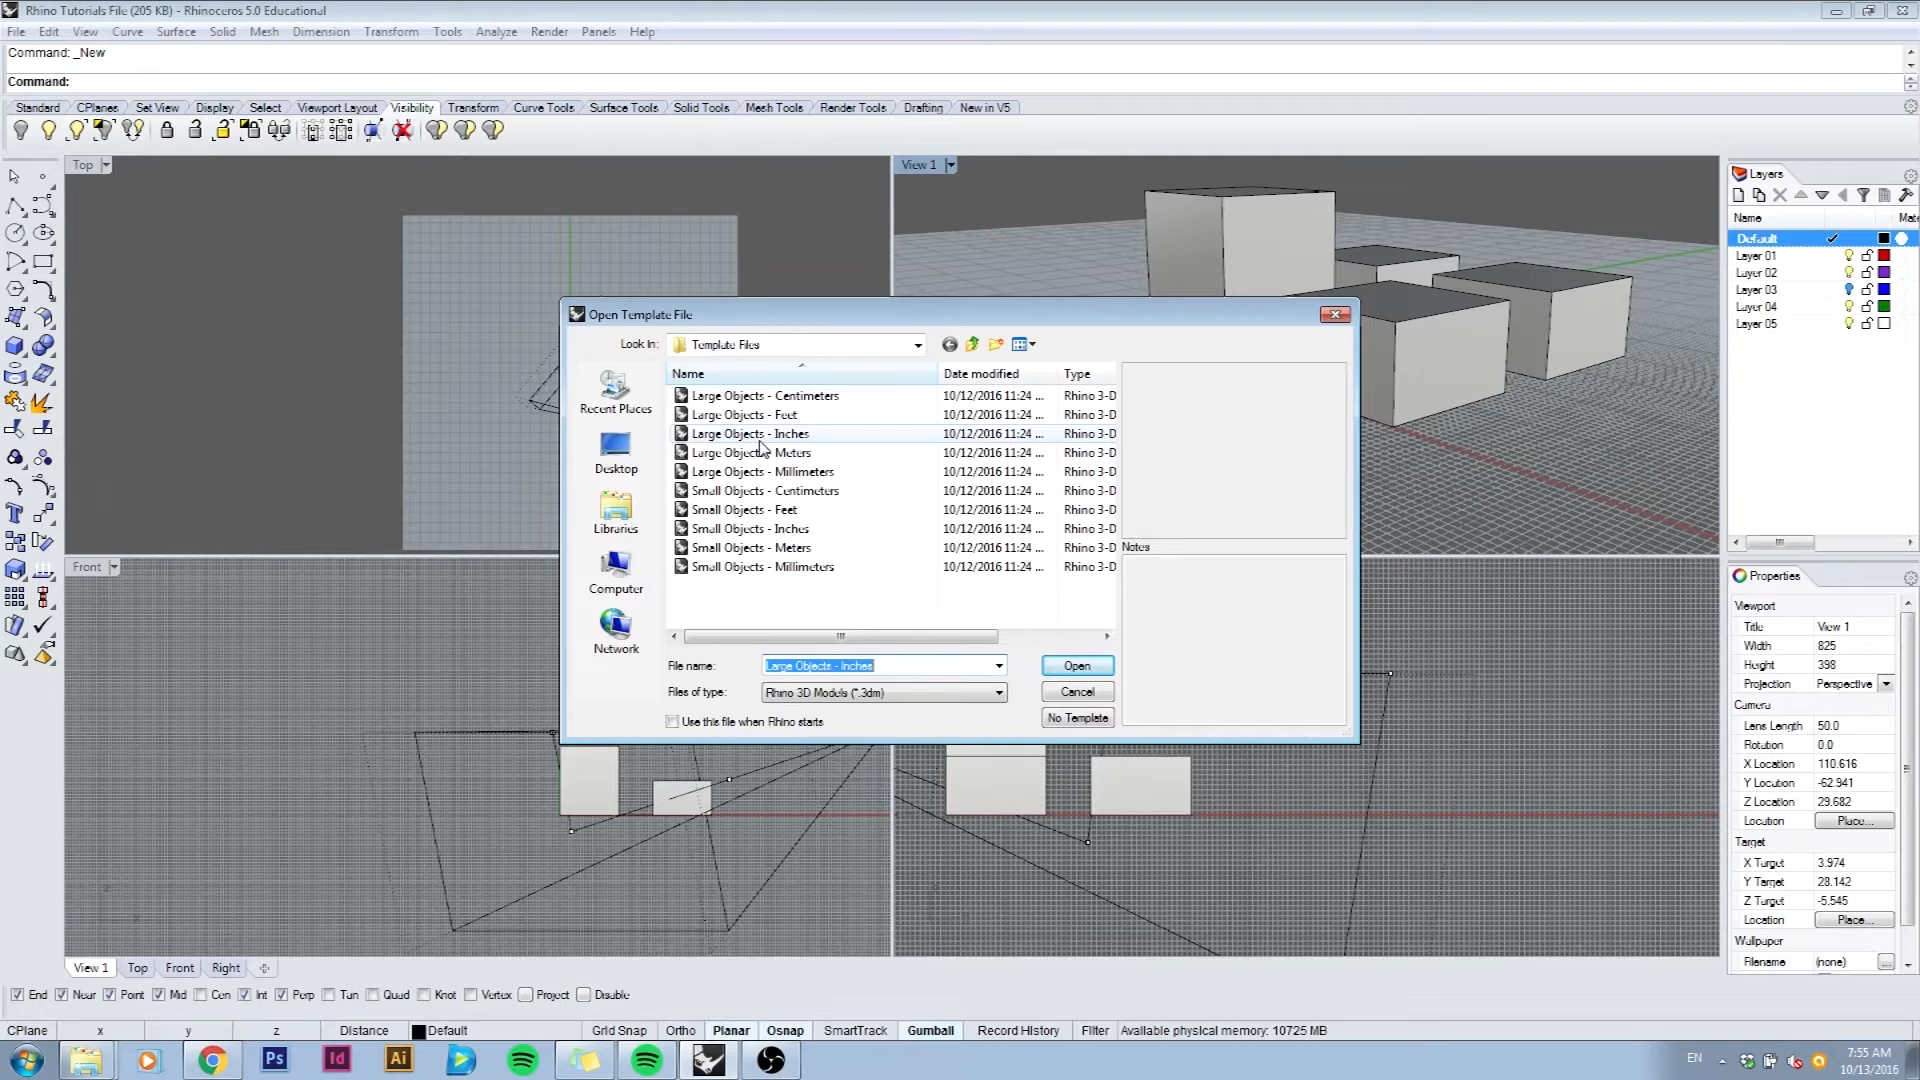 Rhino Tutorials File (205 KB) - Rhinoceros 5.0 Educational
File Edit View Curve Surface Solid Mesh Dimension Transform Tools Analyze Render Panels Help
Command: _New
Command:
Standard CPlanes Set View Display Select Viewport Layout Visibility Transform Curve Tools Surface Tools Solid Tools Mesh Tools Render Tools Drafting New in V5
Top
View 1
Layers
Name Mate
Default
Layer 01
Layer 02
Layer 03
Layer 04
Layer 05
Open Template File
Look In: Template Files
Name Date modified Type
Large Objects - Centimeters 10/12/2016 11:24 ... Rhino 3-D
Large Objects - Feet 10/12/2016 11:24 ... Rhino 3-D
Large Objects - Inches 10/12/2016 11:24 ... Rhino 3-D
Large Objects - Meters 10/12/2016 11:24 ... Rhino 3-D
Large Objects - Millimeters 10/12/2016 11:24 ... Rhino 3-D
Small Objects - Centimeters 10/12/2016 11:24 ... Rhino 3-D
Small Objects - Feet 10/12/2016 11:24 ... Rhino 3-D
Small Objects - Inches 10/12/2016 11:24 ... Rhino 3-D
Small Objects - Meters 10/12/2016 11:24 ... Rhino 3-D
Small Objects - Millimeters 10/12/2016 11:24 ... Rhino 3-D
Recent Places
Desktop
Libraries
Computer
Network
Notes
File name: Large Objects - Inches Open
Files of type: Rhino 3D Models (*.3dm) Cancel
Use this file when Rhino starts No Template
Front
Properties
Viewport
Title View 1
Width 825
Height 398
Projection Perspective
Camera
Lens Length 50.0
Rotation 0.0
X Location 110.616
Y Location -62.941
Z Location 29.682
Location Place...
Target
X Target 3.974
Y Target 28.142
Z Target -5.545
Location Place...
Wallpaper
Filename (none) ...
View 1 Top Front Right
End Near Point Mid Cen Int Perp Tan Quad Knot Vertex Project Disable
CPlane x y z Distance Default Grid Snap Ortho Planar Osnap SmartTrack Gumball Record History Filter Available physical memory: 10725 MB
Ps Id Ai
EN 7:55 AM
10/13/2016